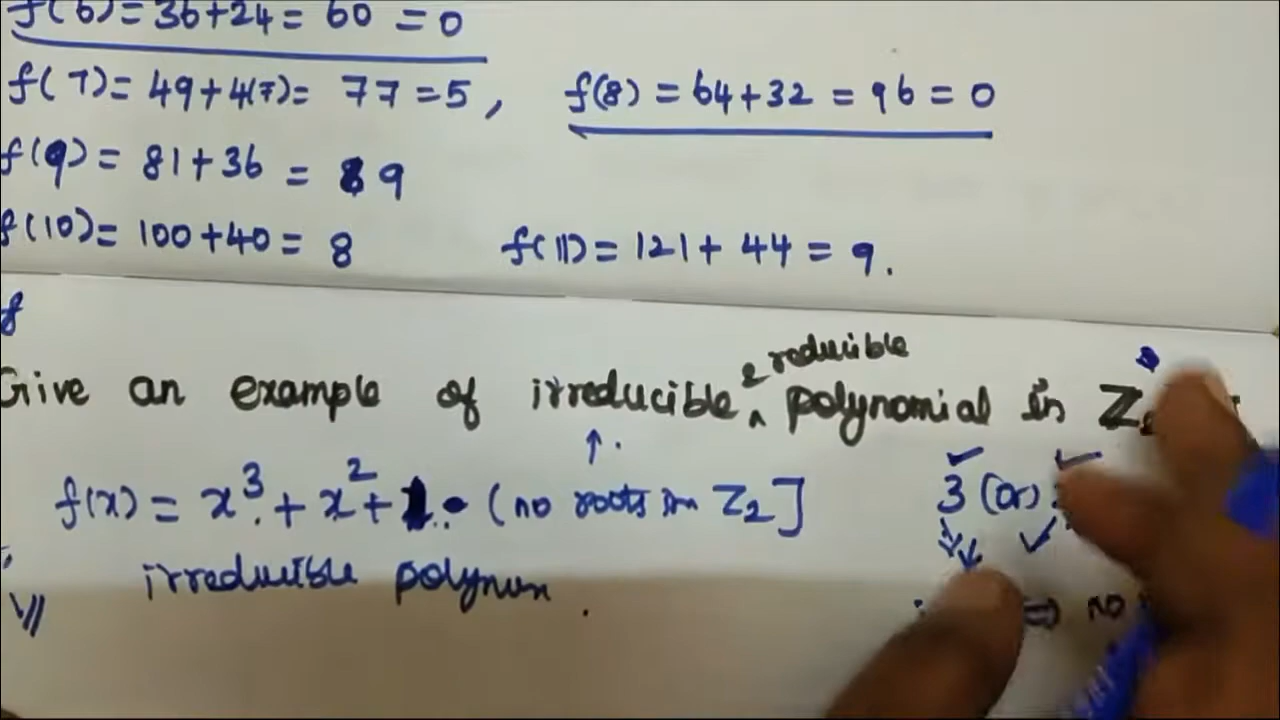 f(6)= 36+24= 60 =0
f(7)= 49+4(7)= 77 =5, f(8) = 64+32 = 96 = 0
f(9)= 81+36 = 9
f(10)= 100+40= 8 f(11)= 121+ 44 = 9.
Give an example of irreducible ^ & reducible polynomial in Z
f(x) = x³ + x² + 1. (no roots in Z₂]
3 (or)
irreducible polynom.
⇔ no